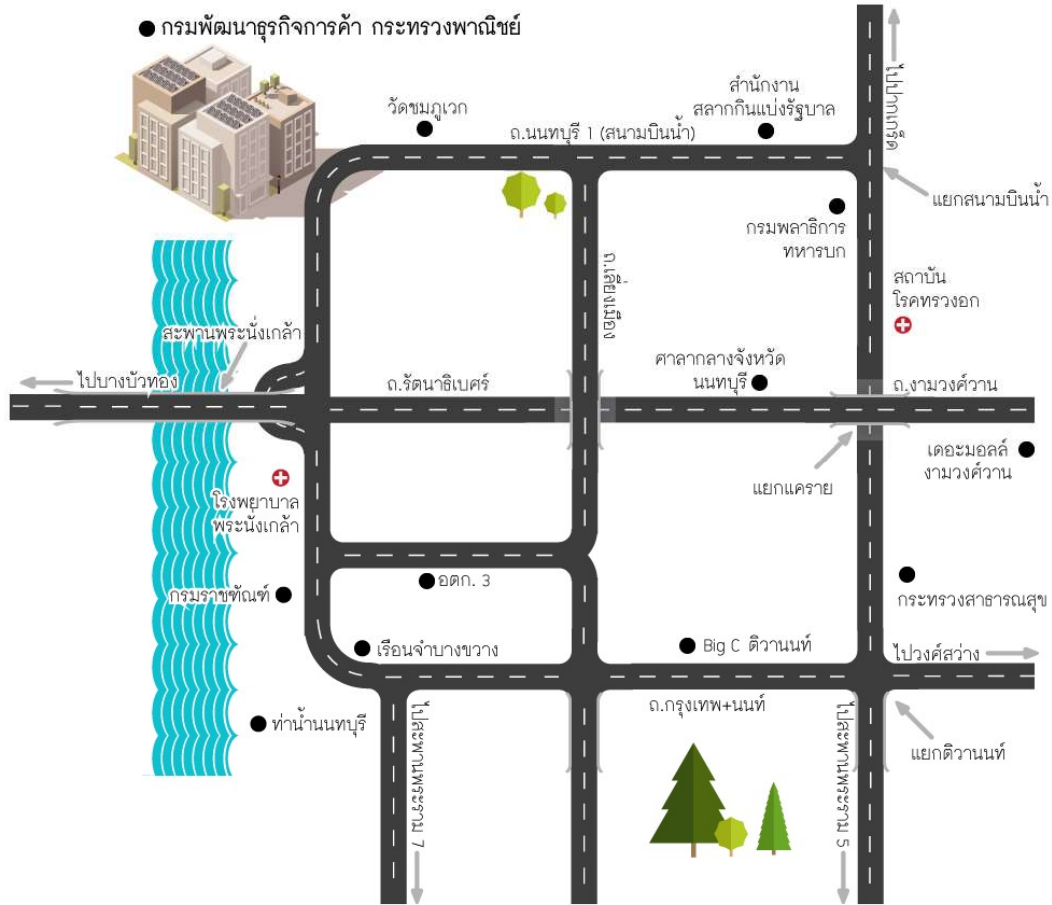 กรมพัฒนาธุรกิจการค้า กระทรวงพาณิชย์
วัดชมภูเวก
สำนักงาน
สลากกินแบ่งรัฐบาล
ถ.นนทบุรี 1 (สนามบินน้ำ)
ไปปากเกร็ด
แยกสนามบินน้ำ
กรมพลาธิการ
ทหารบก
ถ.เลี่ยงเมือง
สถาบัน
โรคทรวงอก
สะพานพระนั่งเกล้า
ไปบางบัวทอง
ถ.รัตนาธิเบศร์
ศาลากลางจังหวัด
นนทบุรี
ถ.งามวงศ์วาน
เดอะมอลล์
งามวงศ์วาน
แยกแคราย
โรงพยาบาล
พระนั่งเกล้า
อตก. 3
กรมราชทัณฑ์
กระทรวงสาธารณสุข
เรือนจำบางขวาง
Big C ติวานนท์
ไปวงศ์สว่าง
ถ.กรุงเทพ+นนท์
ท่าน้ำนนทบุรี
ไปสะพานพระราม 7
ไปสะพานพระราม 5
แยกติวานนท์